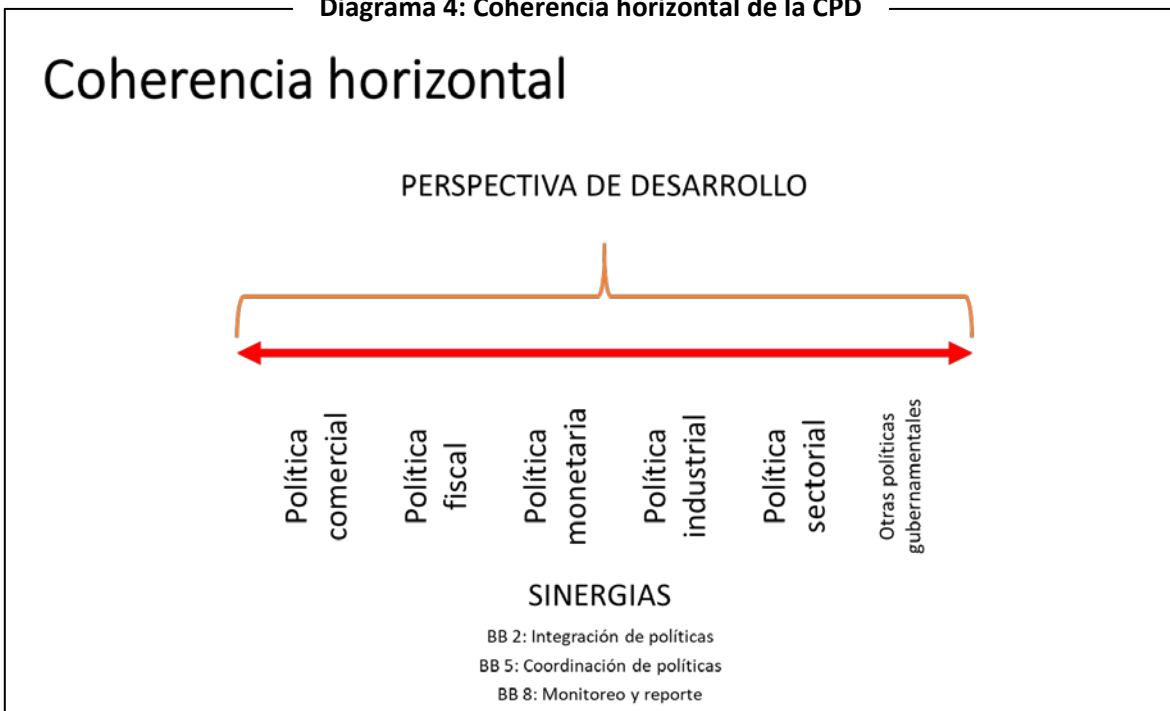 Diagrama 4: Coherencia horizontal de la CPD
Coherencia horizontal
PERSPECTIVA DE DESARROLLO
Política
comercial
Política
fiscal
Política
monetaria
Política
industrial
Política
sectorial
Otras políticas
gubernamentales
SINERGIAS
BB 2: Integración de políticas
BB 5: Coordinación de políticas
BB 8: Monitoreo y reporte